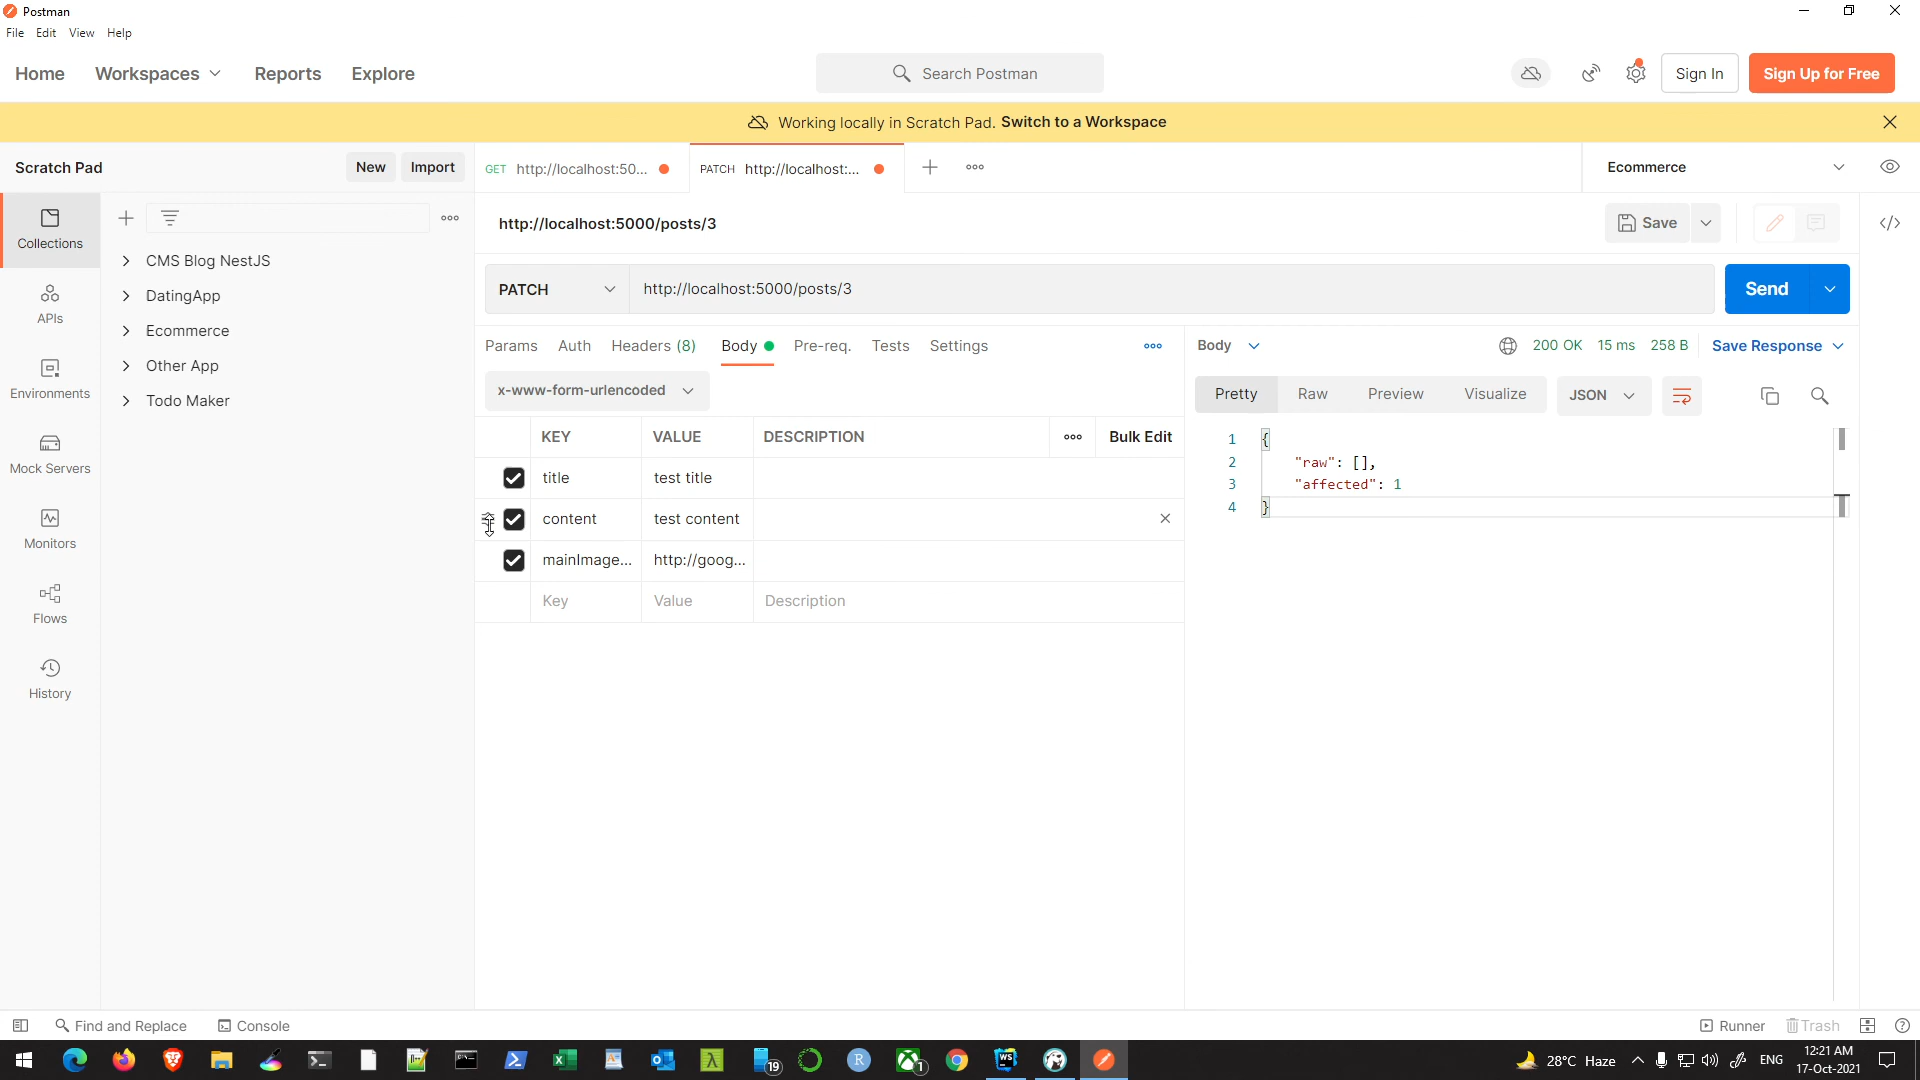 Postman
File Edit View Help
Home Workspaces Reports Explore
Search Postman
Sign In
Sign Up for Free
Working locally in Scratch Pad. Switch to a Workspace
Scratch Pad
New
Import
GET http://localhost:50...
PATCH http://localhost:...
Ecommerce
Collections
APIs
Environments
Mock Servers
Monitors
Flows
History
CMS Blog NestJS
DatingApp
Ecommerce
Other App
Todo Maker
http://localhost:5000/posts/3
Save
PATCH
http://localhost:5000/posts/3
Send
Params Auth Headers (8) Body Pre-req. Tests Settings
x-www-form-urlencoded
KEY VALUE DESCRIPTION Bulk Edit
title test title
content test content
mainImage... http://goog...
Key Value Description
Body
200 OK 15 ms 258 B Save Response
Pretty Raw Preview Visualize JSON
1 {
2 "raw": [],
3 "affected": 1
4 }
Find and Replace
Console
Runner
Trash
19
1
28°C Haze
ENG
12:21 AM
17-Oct-2021